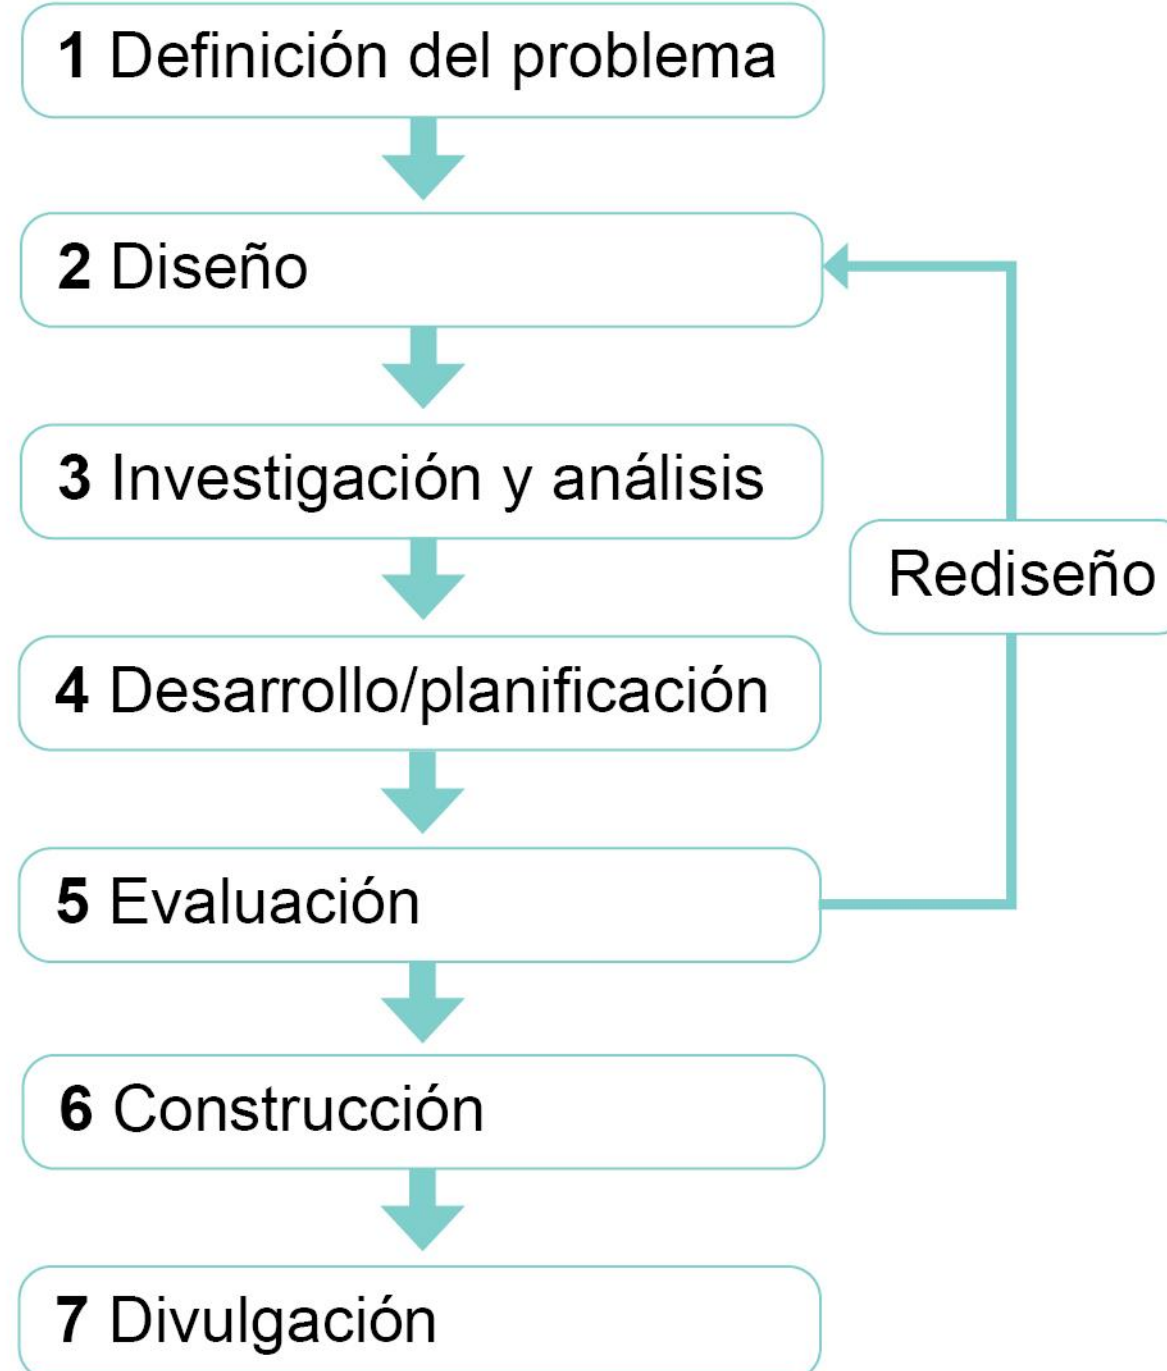 1 Definición del problema
2 Diseño
3 Investigación y análisis
Rediseño
4 Desarrollo/planificación
5 Evaluación
6 Construcción
7 Divulgación